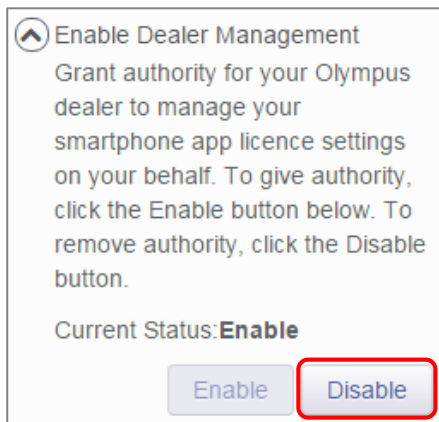 Enable Dealer Management
Grant authority for your Olympus
dealer to manage your
smartphone app licence settings
on your behalf. To give authority,
click the Enable button below. To
remove authority, click the Disable
button.
Current Status:Enable
Enable Disable